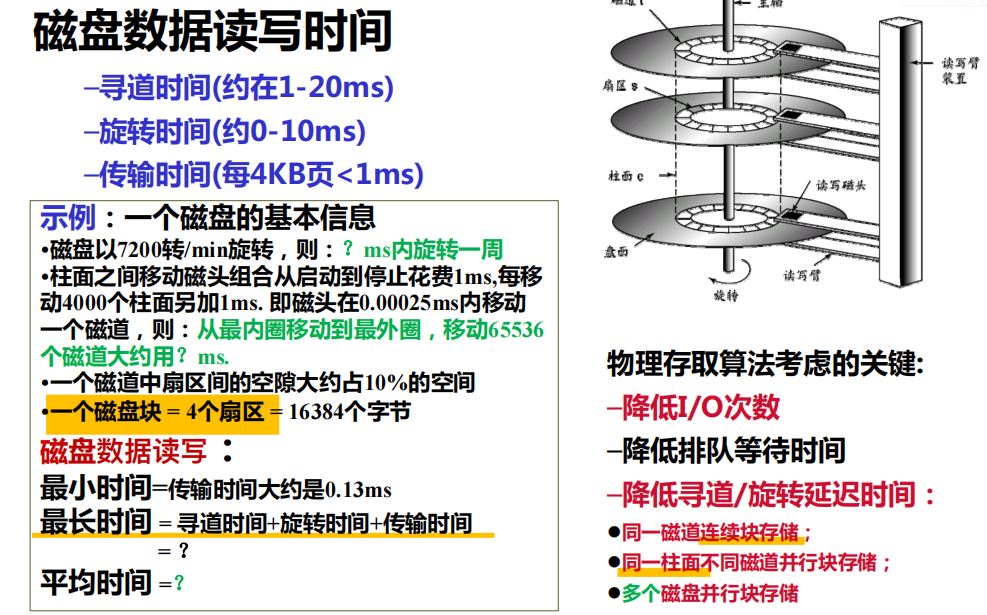 磁盘数据读写时间
–寻道时间(约在1-20ms)
–旋转时间(约0-10ms)
–传输时间(每4KB页<1ms)
示例：一个磁盘的基本信息
•磁盘以7200转/min旋转，则：？ms内旋转一周
•柱面之间移动磁头组合从启动到停止花费1ms,每移
动4000个柱面另加1ms. 即磁头在0.00025ms内移动
一个磁道，则：从最内圈移动到最外圈，移动65536
个磁道大约用？ms.
•一个磁道中扇区间的空隙大约占10%的空间
•一个磁盘块 = 4个扇区 = 16384个字节
磁盘数据读写：
最小时间=传输时间大约是0.13ms
最长时间 = 寻道时间+旋转时间+传输时间
= ？
平均时间 =？
磁道 t
主轴
读写臂
装置
扇区 s
柱面 c
读写磁头
盘面
读写臂
旋转
物理存取算法考虑的关键:
–降低I/O次数
–降低排队等待时间
–降低寻道/旋转延迟时间：
●同一磁道连续块存储；
●同一柱面不同磁道并行块存储；
●多个磁盘并行块存储